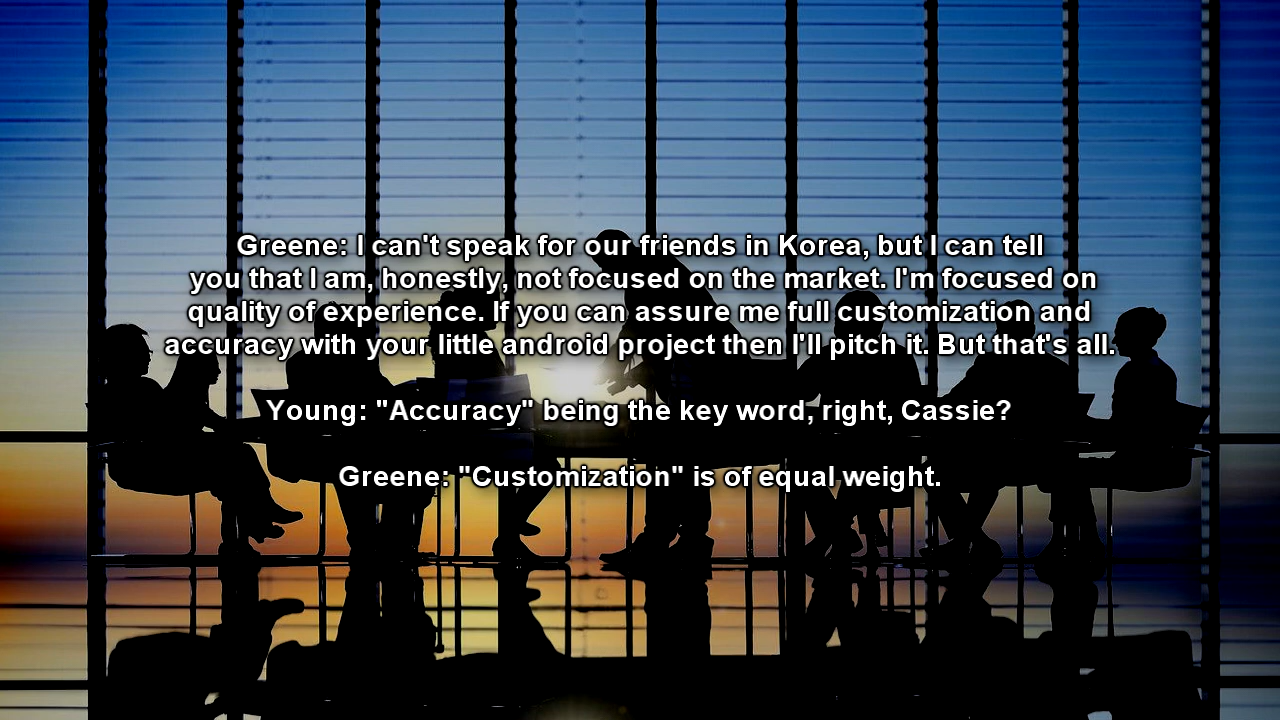 Greene: I can't speak for our friends in Korea, but I can tell
you that I am, honestly, not focused on the market. I'm focused on
quality of experience. If you can assure me full customization and
accuracy with your little android project then I'll pitch it. But that's all.
Young: "Accuracy" being the key word, right, Cassie?
Greene: "Customization" is of equal weight.